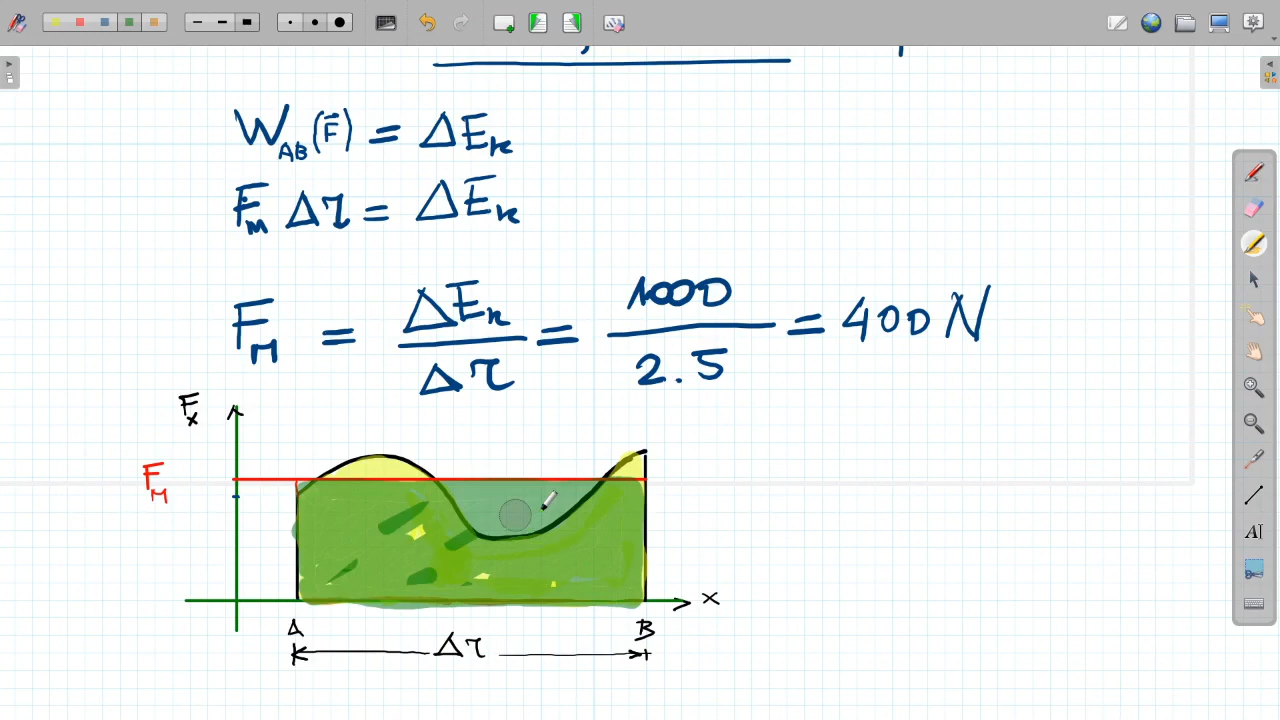 W_AB (F⃗) = ΔE_k
F_m Δr = ΔE_k
F_M = ΔE_k / Δr = 1000 / 2.5 = 400 N
F_x
F_M
x
A B
Δr